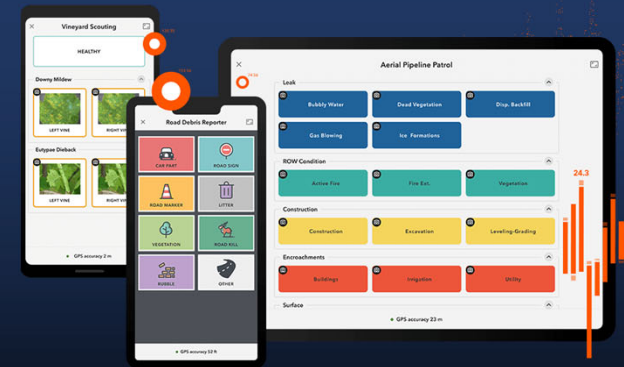 Vineyard Scouting
HEALTHY
Downy Mildew
LEFT VINE
RIGHT VINE
Eutypae Dieback
LEFT VINE
RIGHT VINE
GPS accuracy 2 m
Road Debris Reporter
CAR PART
ROAD SIGN
ROAD MARKER
LITTER
VEGETATION
ROAD KILL
RUBBLE
OTHER
GPS accuracy 52 ft
Aerial Pipeline Patrol
Leak
Bubbly Water
Dead Vegetation
Disp. Backfill
Gas Blowing
Ice Formations
ROW Condition
Active Fire
Fire Ext.
Vegetation
Construction
Construction
Excavation
Leveling-Grading
Encroachments
Buildings
Irrigation
Utility
Surface
GPS accuracy 23 m
24.3